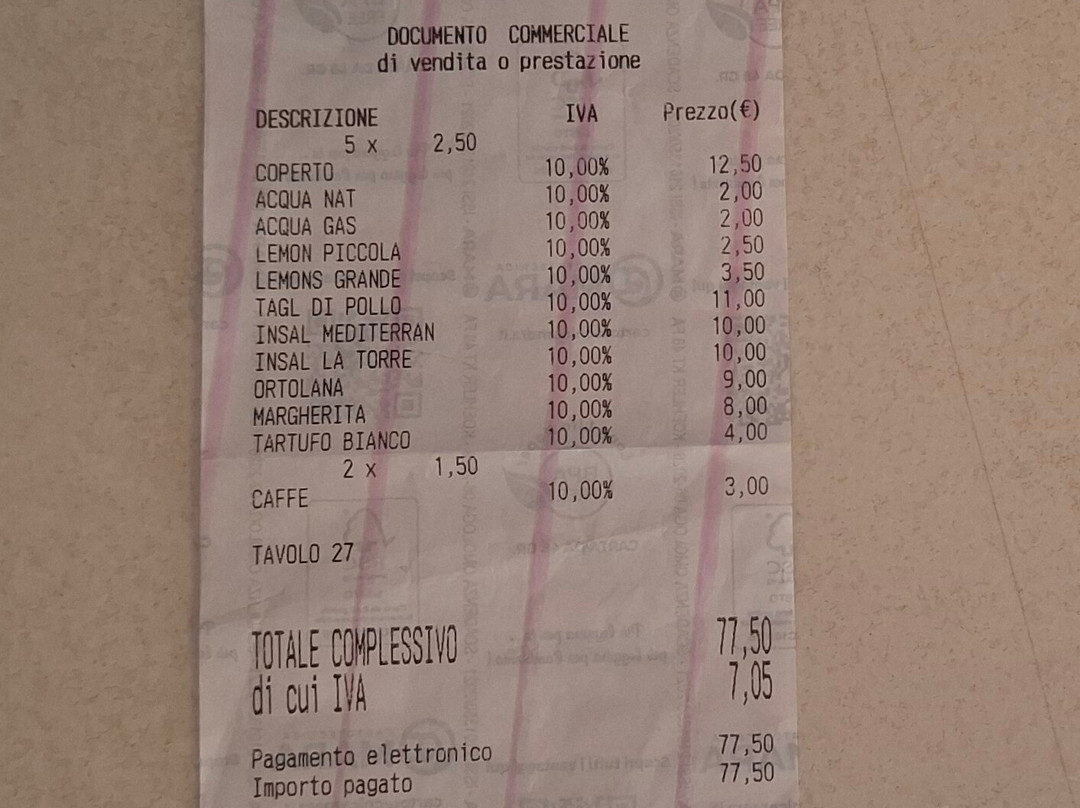 DOCUMENTO COMMERCIALE
di vendita o prestazione
DESCRIZIONE IVA Prezzo(€)
5 x 2,50
COPERTO 10,00% 12,50
ACQUA NAT 10,00% 2,00
ACQUA GAS 10,00% 2,00
LEMON PICCOLA 10,00% 2,50
LEMONS GRANDE 10,00% 3,50
TAGL DI POLLO 10,00% 11,00
INSAL MEDITERRAN 10,00% 10,00
INSAL LA TORRE 10,00% 10,00
ORTOLANA 10,00% 9,00
MARGHERITA 10,00% 8,00
TARTUFO BIANCO 10,00% 4,00
2 x 1,50
CAFFE 10,00% 3,00
TAVOLO 27
TOTALE COMPLESSIVO 77,50
di cui IVA 7,05
Pagamento elettronico 77,50
Importo pagato 77,50